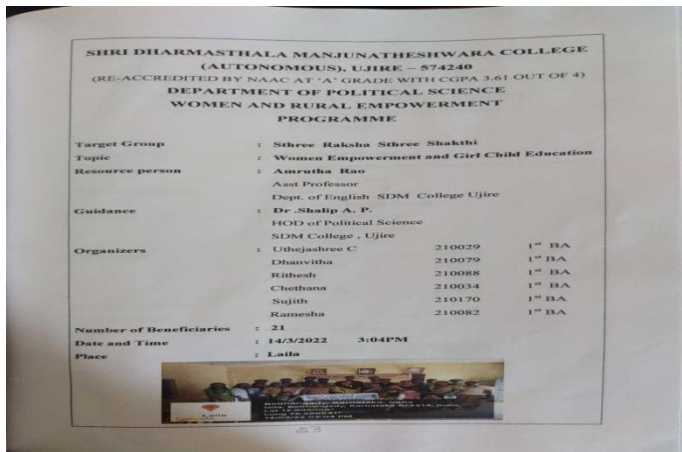 SHRI DHARMASTHALA MANJUNATHESHWARA COLLEGE
(AUTONOMOUS), UJIRE – 574240
(RE-ACCREDITED BY NAAC AT 'A' GRADE WITH CGPA 3.61 OUT OF 4)
DEPARTMENT OF POLITICAL SCIENCE
WOMEN AND RURAL EMPOWERMENT
PROGRAMME
Target Group : Sthree Raksha Sthree Shakthi
Topic : Women Empowerment and Girl Child Education
Resource person : Amrutha Rao
Asst Professor
Dept. of English SDM College Ujire
Guidance : Dr .Shalip A. P.
HOD of Political Science
SDM College , Ujire
Organizers : Uthejashree C 210029 1st BA
Dhanvitha 210079 1st BA
Rithesh 210088 1st BA
Chethana 210034 1st BA
Sujith 210170 1st BA
Ramesha 210082 1st BA
Number of Beneficiaries : 21
Date and Time : 14/3/2022 3:04PM
Place : Laila
Laila
Karnataka, India
23